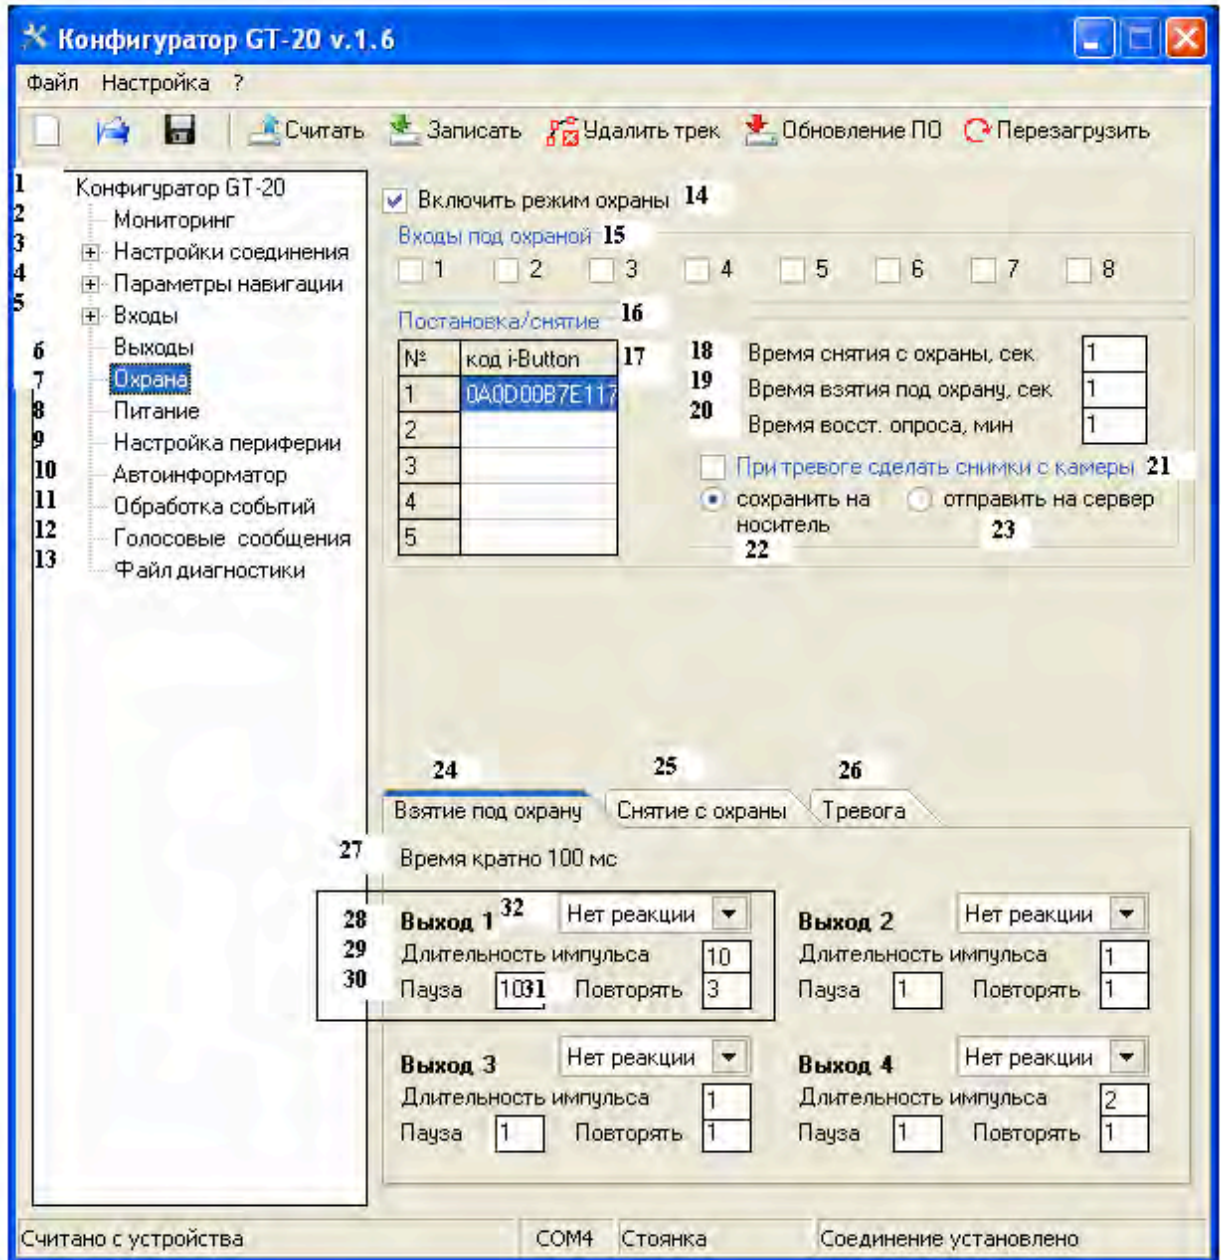 Конфигуратор GT-20 v.1.6
Файл Настройка ?
Считать Записать Удалить трек Обновление ПО Перезагрузить
1 Конфигуратор GT-20
2 Мониторинг
3 Настройки соединения
4 Параметры навигации
5 Входы
6 Выходы
7 Охрана
8 Питание
9 Настройка периферии
10 Автоинформатор
11 Обработка событий
12 Голосовые сообщения
13 Файл диагностики
Включить режим охраны 14
Входы под охраной 15
1 2 3 4 5 6 7 8
Постановка/снятие 16
№ код i-Button 17
1 0A0D00B7E117
2
3
4
5
18 Время снятия с охраны, сек 1
19 Время взятия под охрану, сек 1
20 Время восст. опроса, мин 1
При тревоге сделать снимки с камеры 21
сохранить на носитель отправить на сервер
22 23
24 25 26
Взятие под охрану Снятие с охраны Тревога
27 Время кратно 100 мс
28 Выход 1 32 Нет реакции
29 Длительность импульса 10
30 Пауза 10 31 Повторять 3
Выход 2 Нет реакции
Длительность импульса 1
Пауза 1 Повторять 1
Выход 3 Нет реакции
Длительность импульса 1
Пауза 1 Повторять 1
Выход 4 Нет реакции
Длительность импульса 2
Пауза 1 Повторять 1
Считано с устройства COM4 Стоянка Соединение установлено